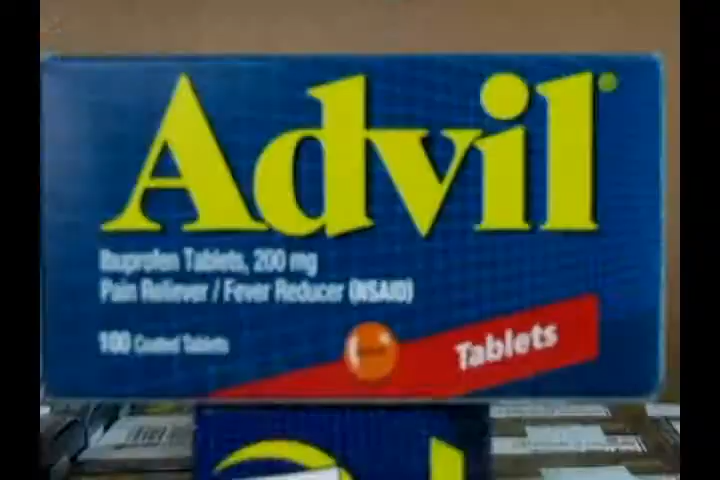 Advil
Ibuprofen Tablets, 200 mg
Pain Reliever / Fever Reducer (NSAID)
100 Coated Tablets
Tablets